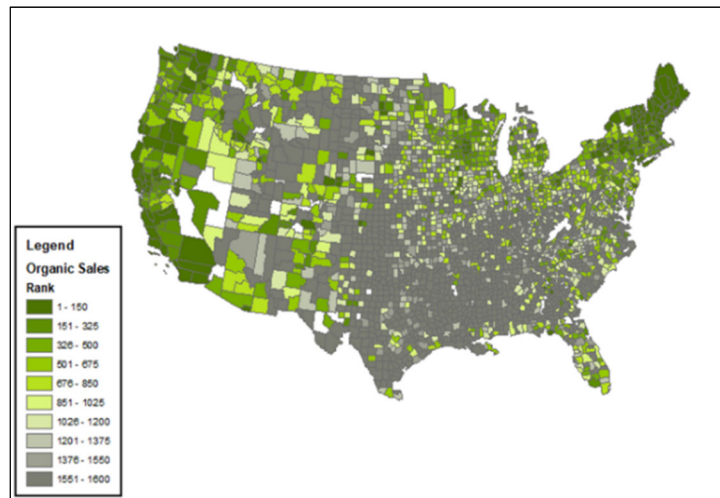 Legend
Organic Sales
Rank
1 - 150
151 - 325
326 - 500
501 - 675
676 - 850
851 - 1025
1026 - 1200
1201 - 1375
1376 - 1550
1551 - 1600